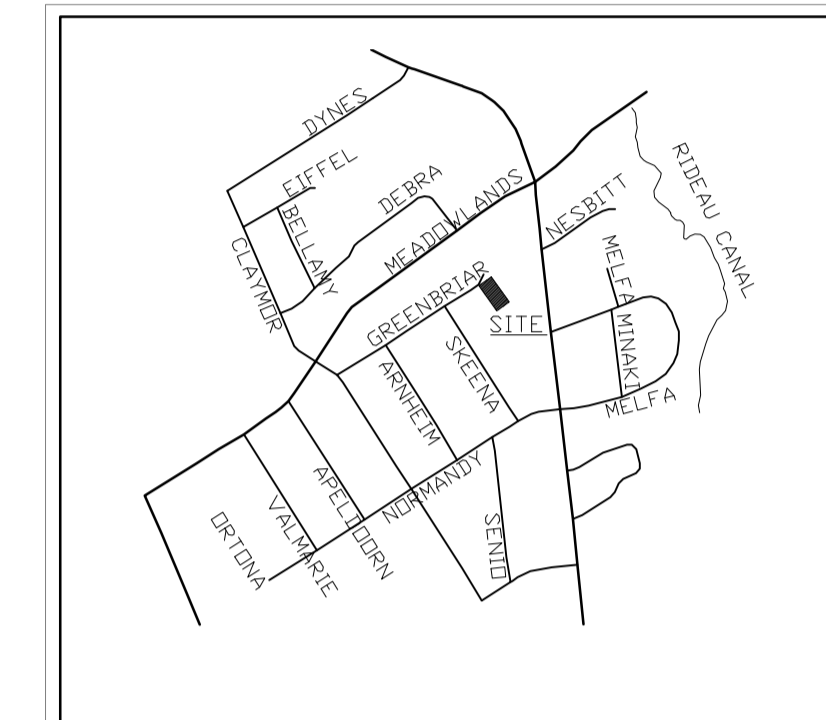 DYNES
EIFFEL
DEBRA
BELLAMY
MEADOWLANDS
NESBITT
RIDEAU CANAL
CLAYMOR
GREENBRIAR
MELFA
SITE
SKEENA
MINAKI
ARNHEIM
MELFA
NORMANDY
APELDOORN
VALMARIE
ORTONA
SENIO